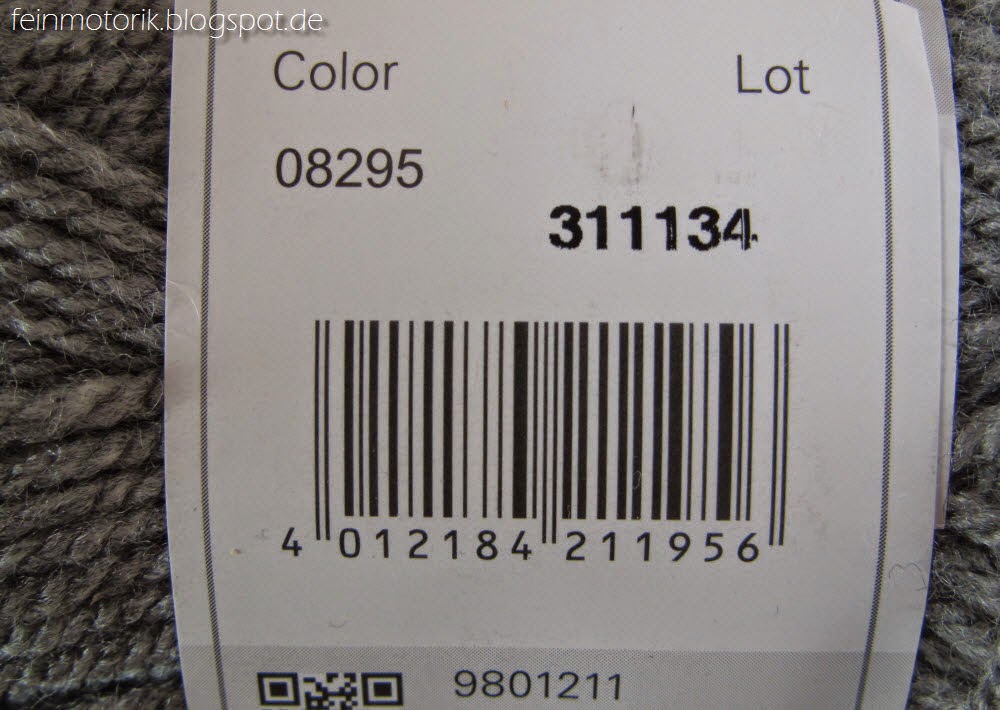 feinmotorik.blogspot.de
Color Lot
08295
311134
4 012184 211956
9801211